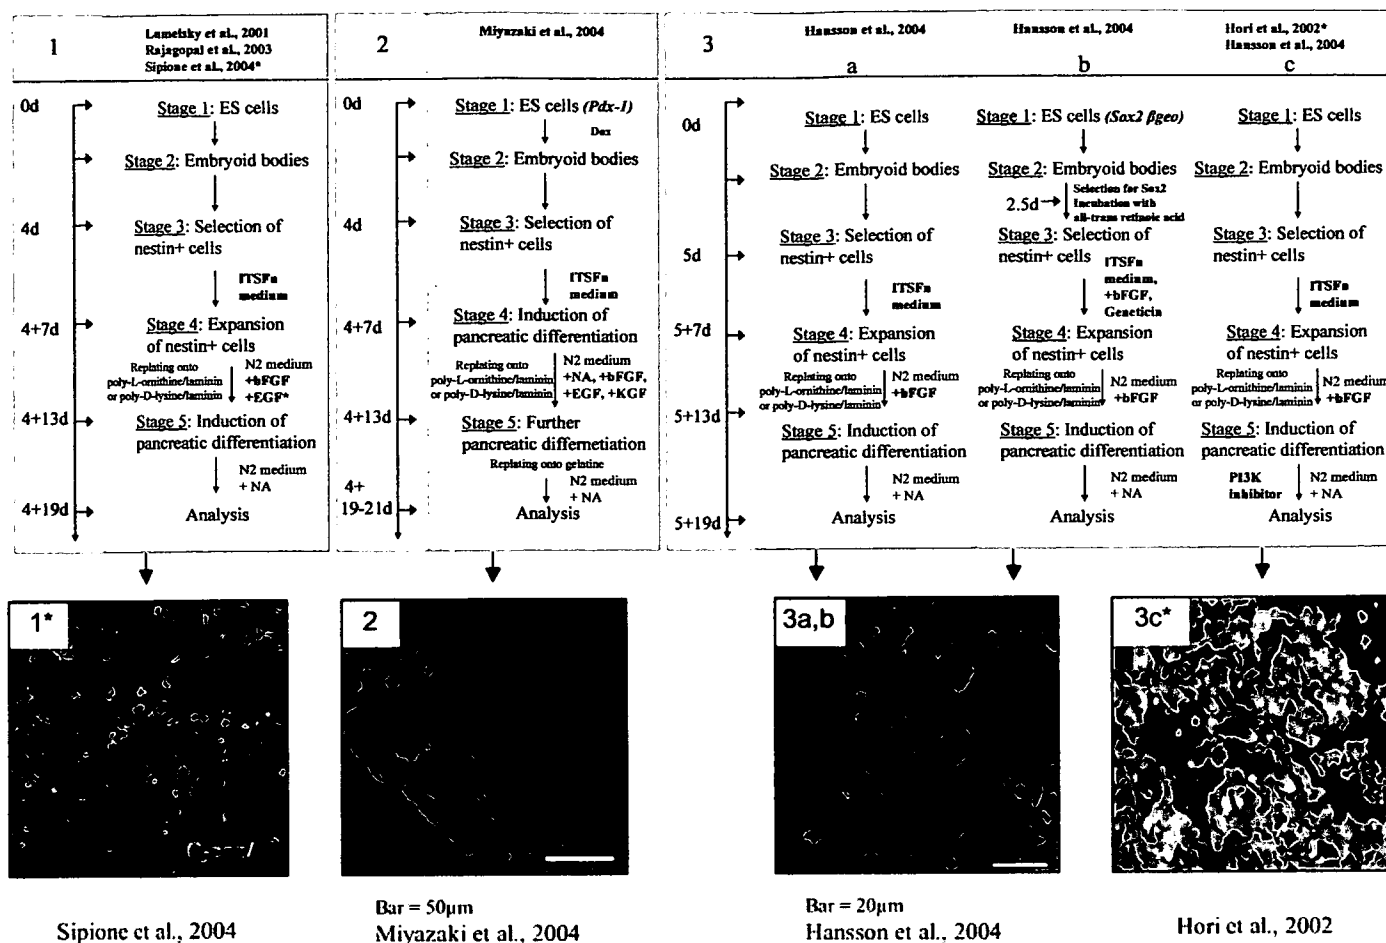 1
Lumelsky et al., 2001
Rajagopal et al., 2003
Sipione et al., 2004*
0d
Stage 1: ES cells
Stage 2: Embryoid bodies
4d
Stage 3: Selection of
nestin+ cells
ITSFn
medium
4+7d
Stage 4: Expansion
of nestin+ cells
Replating onto
poly-L-ornithine/laminin
or poly-D-lysine/laminin
N2 medium
+bFGF
+EGF*
4+13d
Stage 5: Induction of
pancreatic differentiation
N2 medium
+ NA
4+19d
Analysis
2
Miyazaki et al., 2004
0d
Stage 1: ES cells (Pdx-1)
Dox
Stage 2: Embryoid bodies
4d
Stage 3: Selection of
nestin+ cells
ITSFn
medium
4+7d
Stage 4: Induction of
pancreatic differentiation
Replating onto
poly-L-ornithine/laminin
or poly-D-lysine/laminin
N2 medium
+NA, +bFGF,
+EGF, +KGF
4+13d
Stage 5: Further
pancreatic differnetiation
Replating onto gelatine
N2 medium
+ NA
4+
19-21d
Analysis
3
Hansson et al., 2004
a
0d
Stage 1: ES cells
Stage 2: Embryoid bodies
5d
Stage 3: Selection of
nestin+ cells
ITSFn
medium
5+7d
Stage 4: Expansion
of nestin+ cells
Replating onto
poly-L-ornithine/laminin
or poly-D-lysine/laminin
N2 medium
+bFGF
5+13d
Stage 5: Induction of
pancreatic differentiation
N2 medium
+ NA
5+19d
Analysis
Hansson et al., 2004
b
Stage 1: ES cells (Sox2 βgeo)
Stage 2: Embryoid bodies
2.5d
Selection for Sox2
Incubation with
all-trans retinoic acid
Stage 3: Selection of
nestin+ cells
ITSFn
medium,
+bFGF,
Geneticin
Stage 4: Expansion
of nestin+ cells
Replating onto
poly-L-ornithine/laminin
or poly-D-lysine/laminin
N2 medium
+bFGF
Stage 5: Induction of
pancreatic differentiation
N2 medium
+ NA
Analysis
Hori et al., 2002*
Hansson et al., 2004
c
Stage 1: ES cells
Stage 2: Embryoid bodies
Stage 3: Selection of
nestin+ cells
ITSFn
medium
Stage 4: Expansion
of nestin+ cells
Replating onto
poly-L-ornithine/laminin
or poly-D-lysine/laminin
N2 medium
+bFGF
Stage 5: Induction of
pancreatic differentiation
PI3K
inhibitor
N2 medium
+ NA
Analysis
1*
2
3a,b
3c*
Sipione et al., 2004
Bar = 50μm
Miyazaki et al., 2004
Bar = 20μm
Hansson et al., 2004
Hori et al., 2002